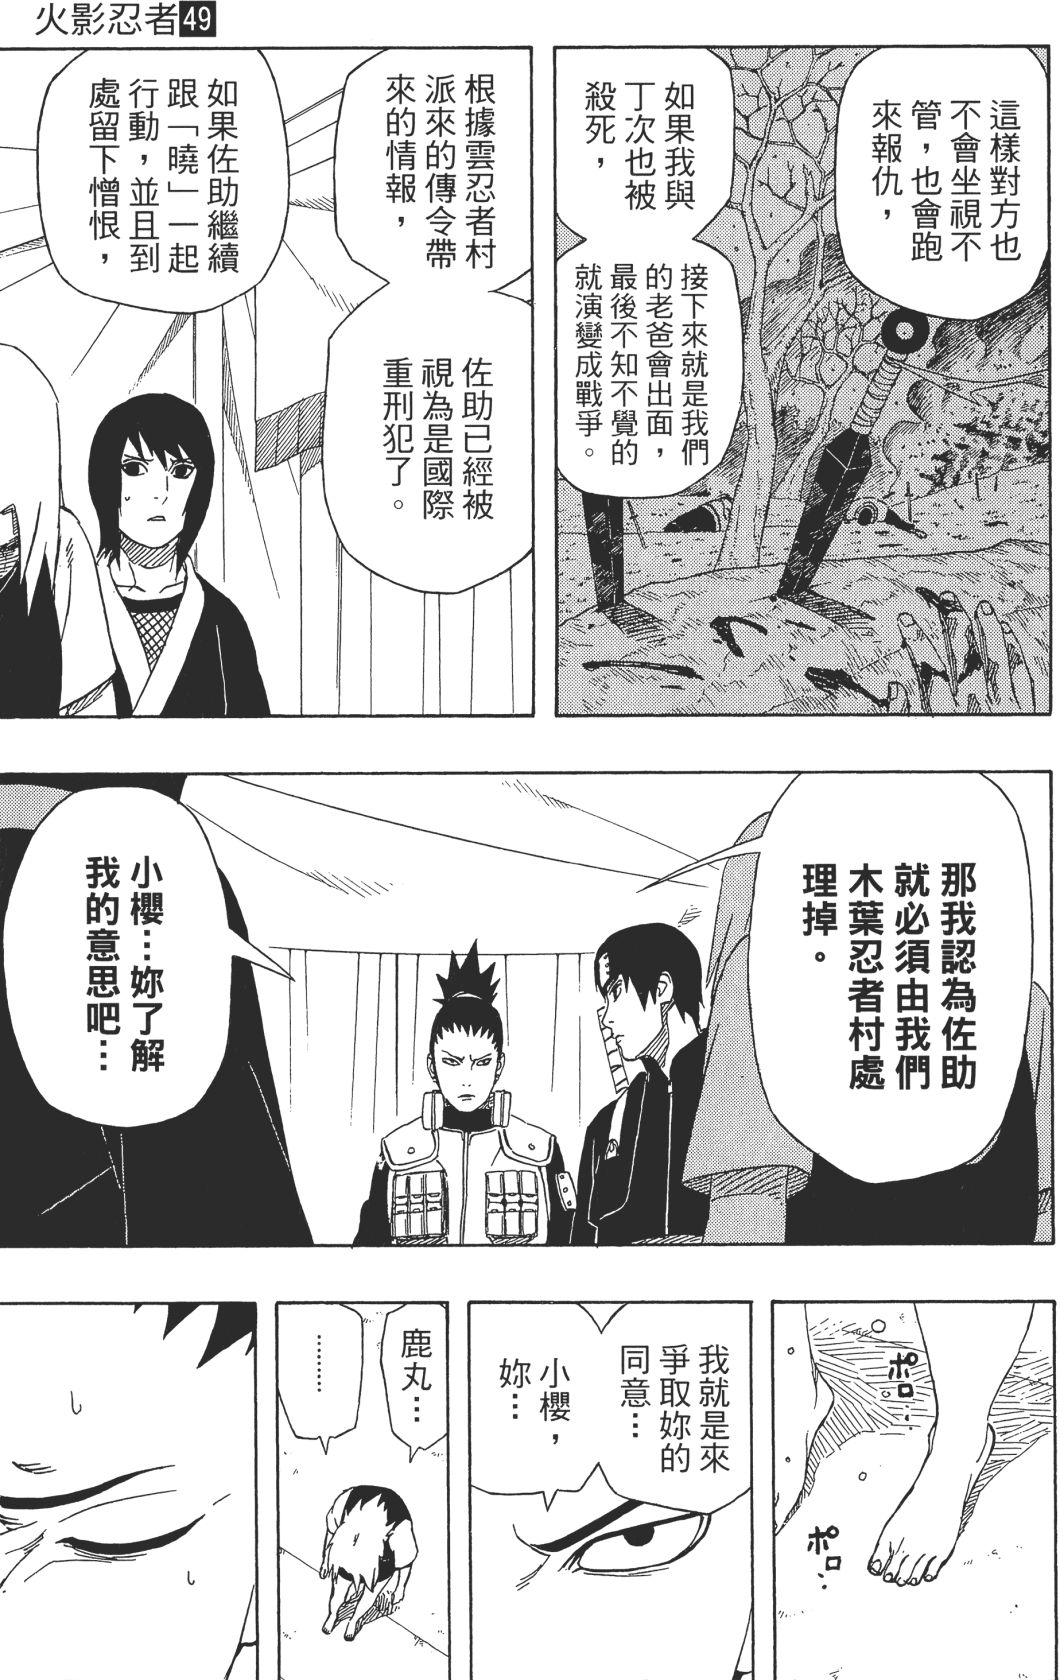 火影忍者49
這樣對方也
不會坐視不
管，也會跑
來報仇，
如果我與
丁次也被
殺死，
接下來就是我們
的老爸會出面，
最後不知不覺的
就演變成戰爭。
根據雲忍者村
派來的傳令帶
來的情報，
佐助已經被
視為是國際
重刑犯了。
如果佐助繼續
跟「曉」一起
行動，並且到
處留下憎恨，
那我認為佐助
就必須由我們
木葉忍者村處
理掉。
小櫻…妳了解
我的意思吧…
ポロ…
ポロ…
我就是來
爭取妳的
同意…
小櫻，
妳…
鹿丸…
………